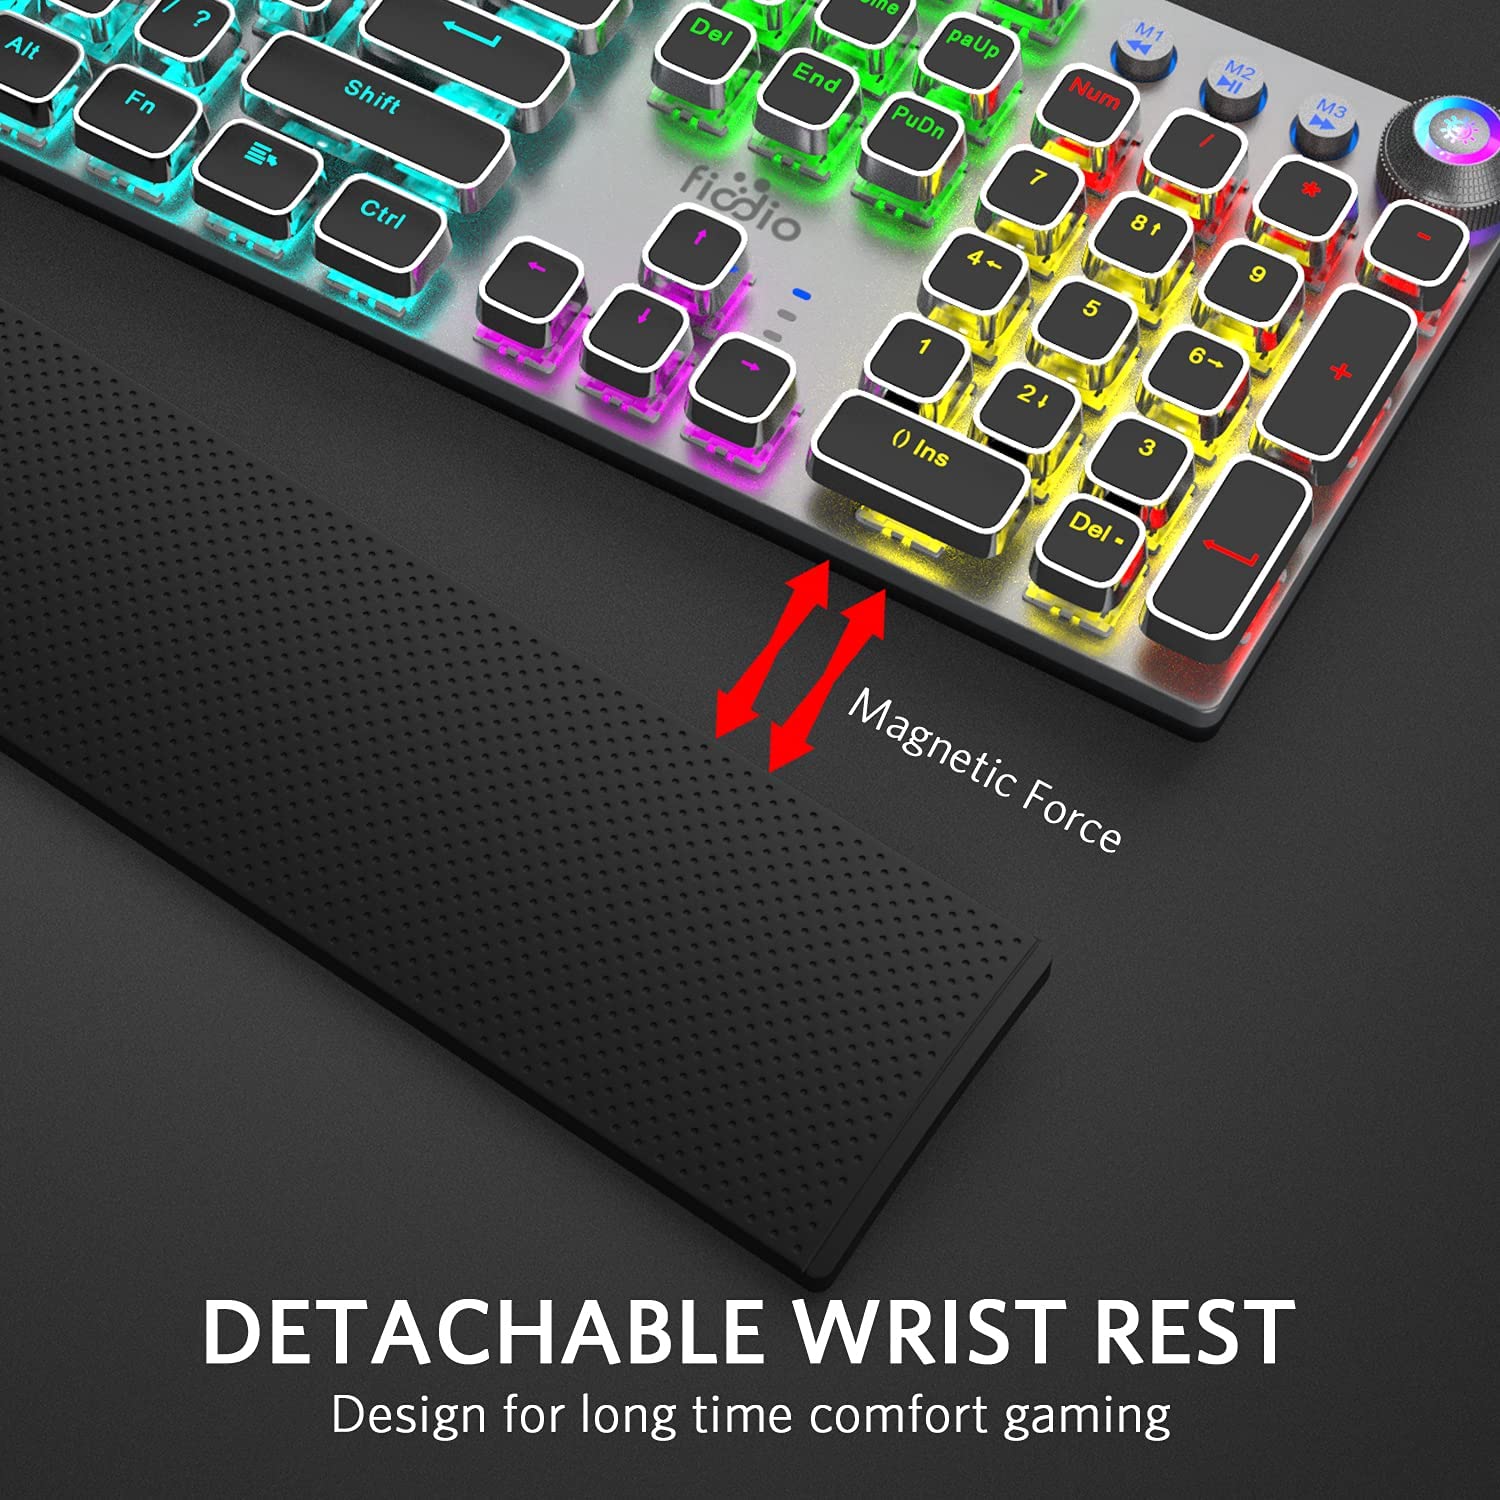 Del
ome
paUp
M1
M2
M3
Alt
/ ?
Shift
End
PuDn
Num
/
*
-
Fn
Ctrl
fiodio
7
8↑
9
+
←
↑
↓
→
4←
5
6→
1
2↓
3
() Ins
Del ▪
Magnetic Force
DETACHABLE WRIST REST
Design for long time comfort gaming